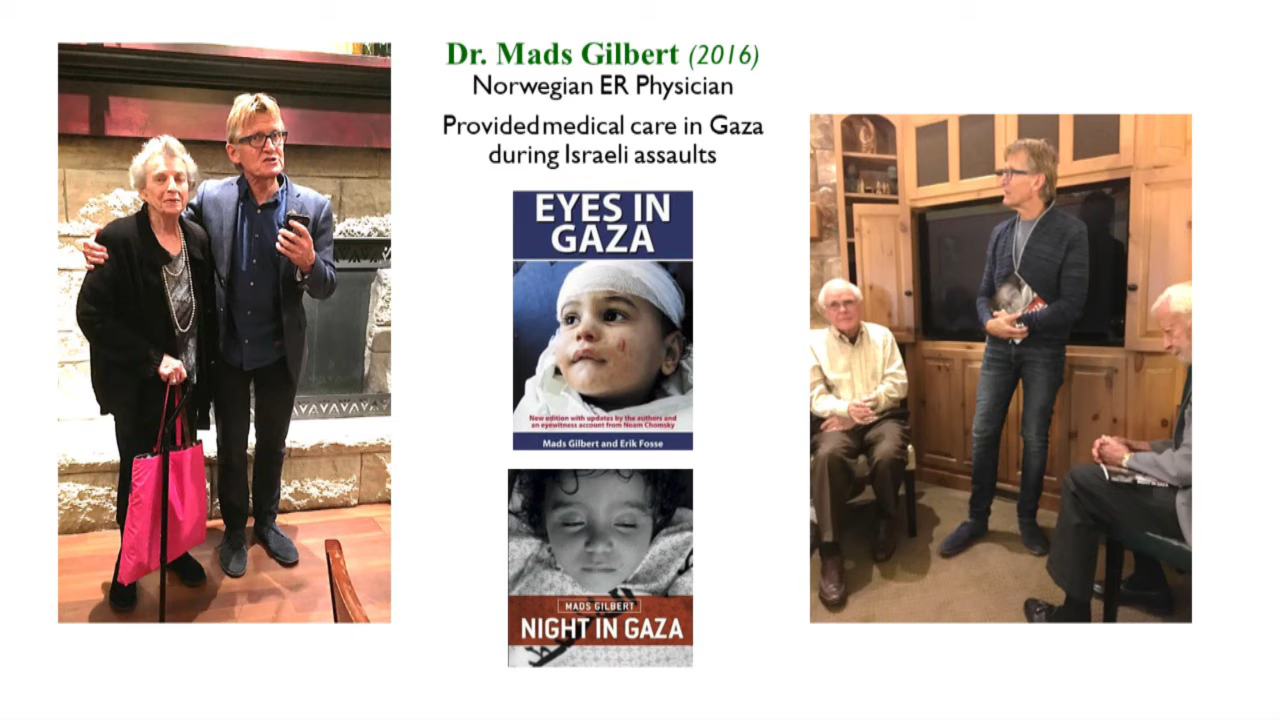 Dr. Mads Gilbert (2016)
Norwegian ER Physician
Provided medical care in Gaza
during Israeli assaults
EYES IN
GAZA
New edition with updates by the authors and
an eyewitness account from Noam Chomsky
Mads Gilbert and Erik Fosse
MADS GILBERT
NIGHT IN GAZA